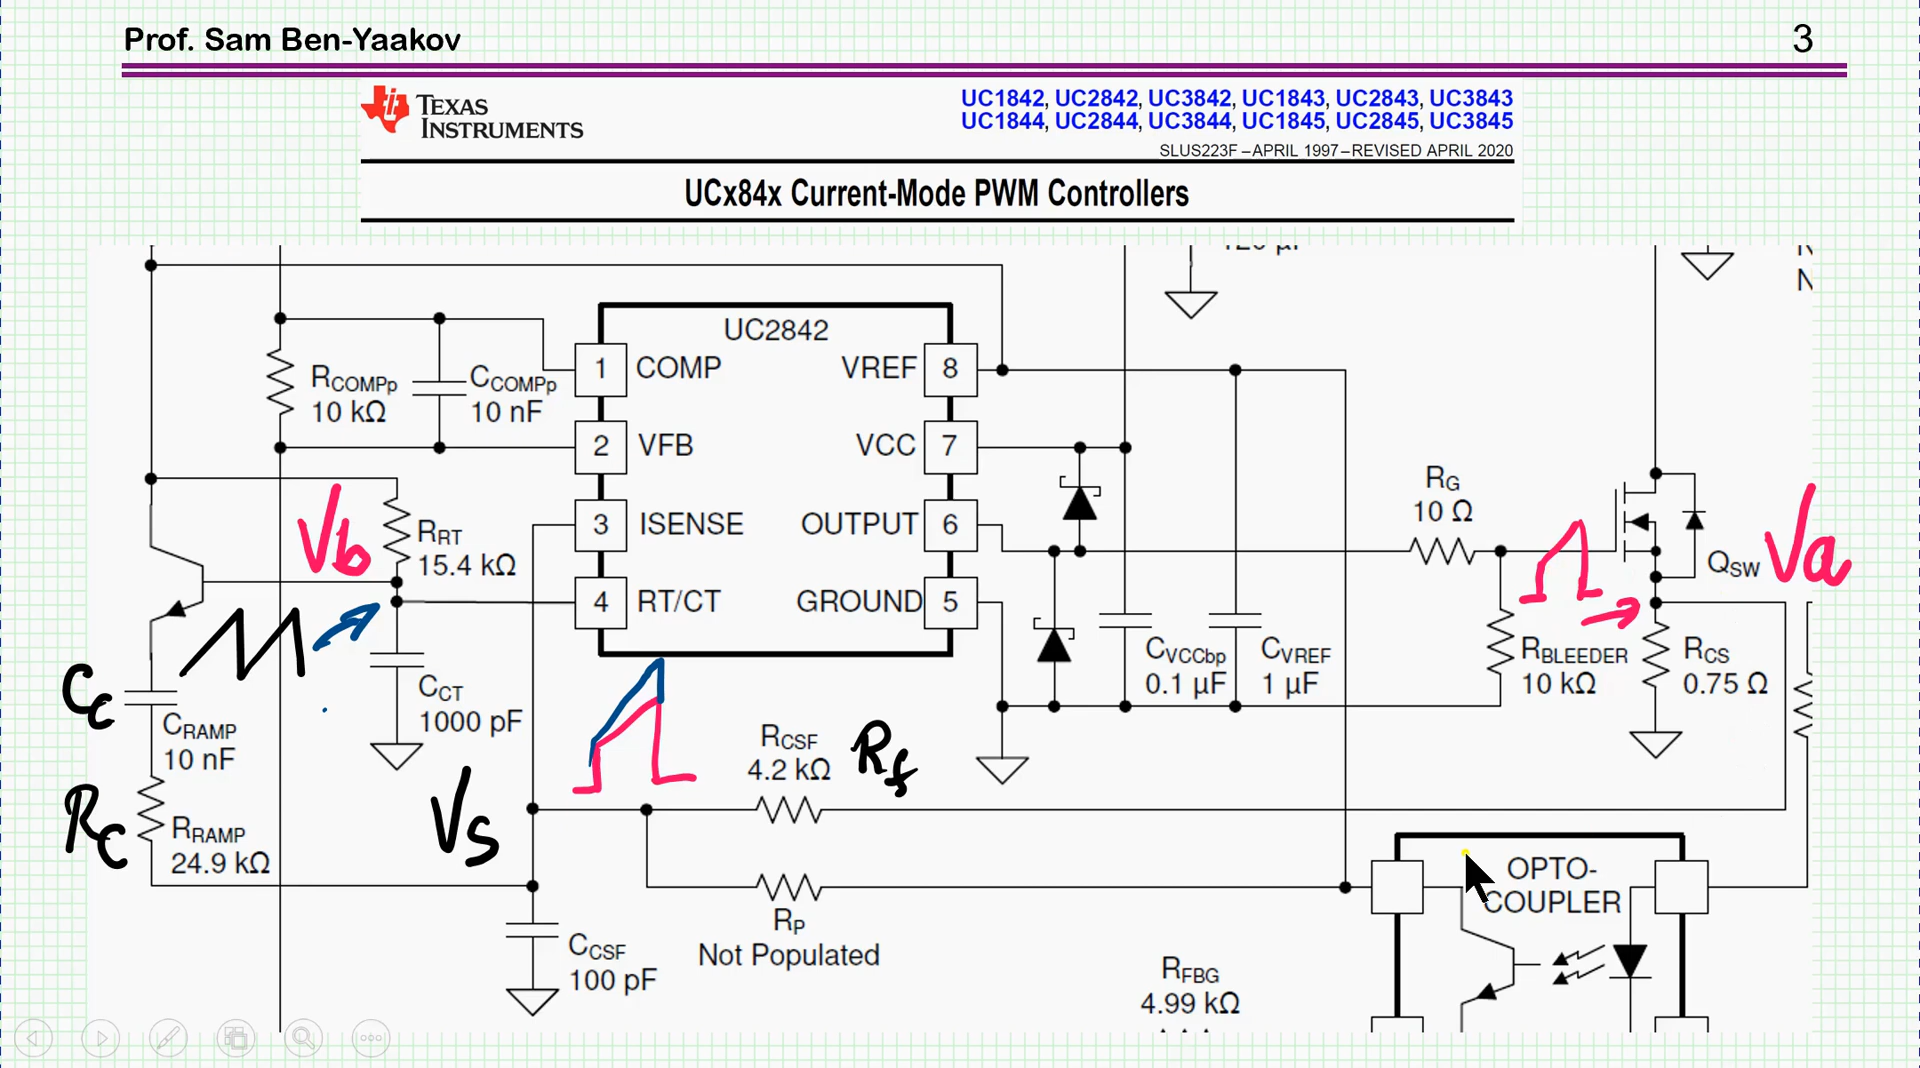 Prof. Sam Ben-Yaakov
3
TEXAS
INSTRUMENTS
UC1842, UC2842, UC3842, UC1843, UC2843, UC3843
UC1844, UC2844, UC3844, UC1845, UC2845, UC3845
SLUS223F – APRIL 1997 – REVISED APRIL 2020
UCx84x Current-Mode PWM Controllers
UC2842
1 COMP
2 VFB
3 ISENSE
4 RT/CT
VREF 8
VCC 7
OUTPUT 6
GROUND 5
RCOMPp
10 kΩ
CCOMPp
10 nF
Vb
RRT
15.4 kΩ
RG
10 Ω
QSW
Va
CVCCbp
0.1 µF
CVREF
1 µF
RBLEEDER
10 kΩ
RCS
0.75 Ω
Cc
CRAMP
10 nF
CCT
1000 pF
Rc
RRAMP
24.9 kΩ
Vs
RCSF
4.2 kΩ
Rf
RP
Not Populated
CCSF
100 pF
RFBG
4.99 kΩ
OPTO-
COUPLER